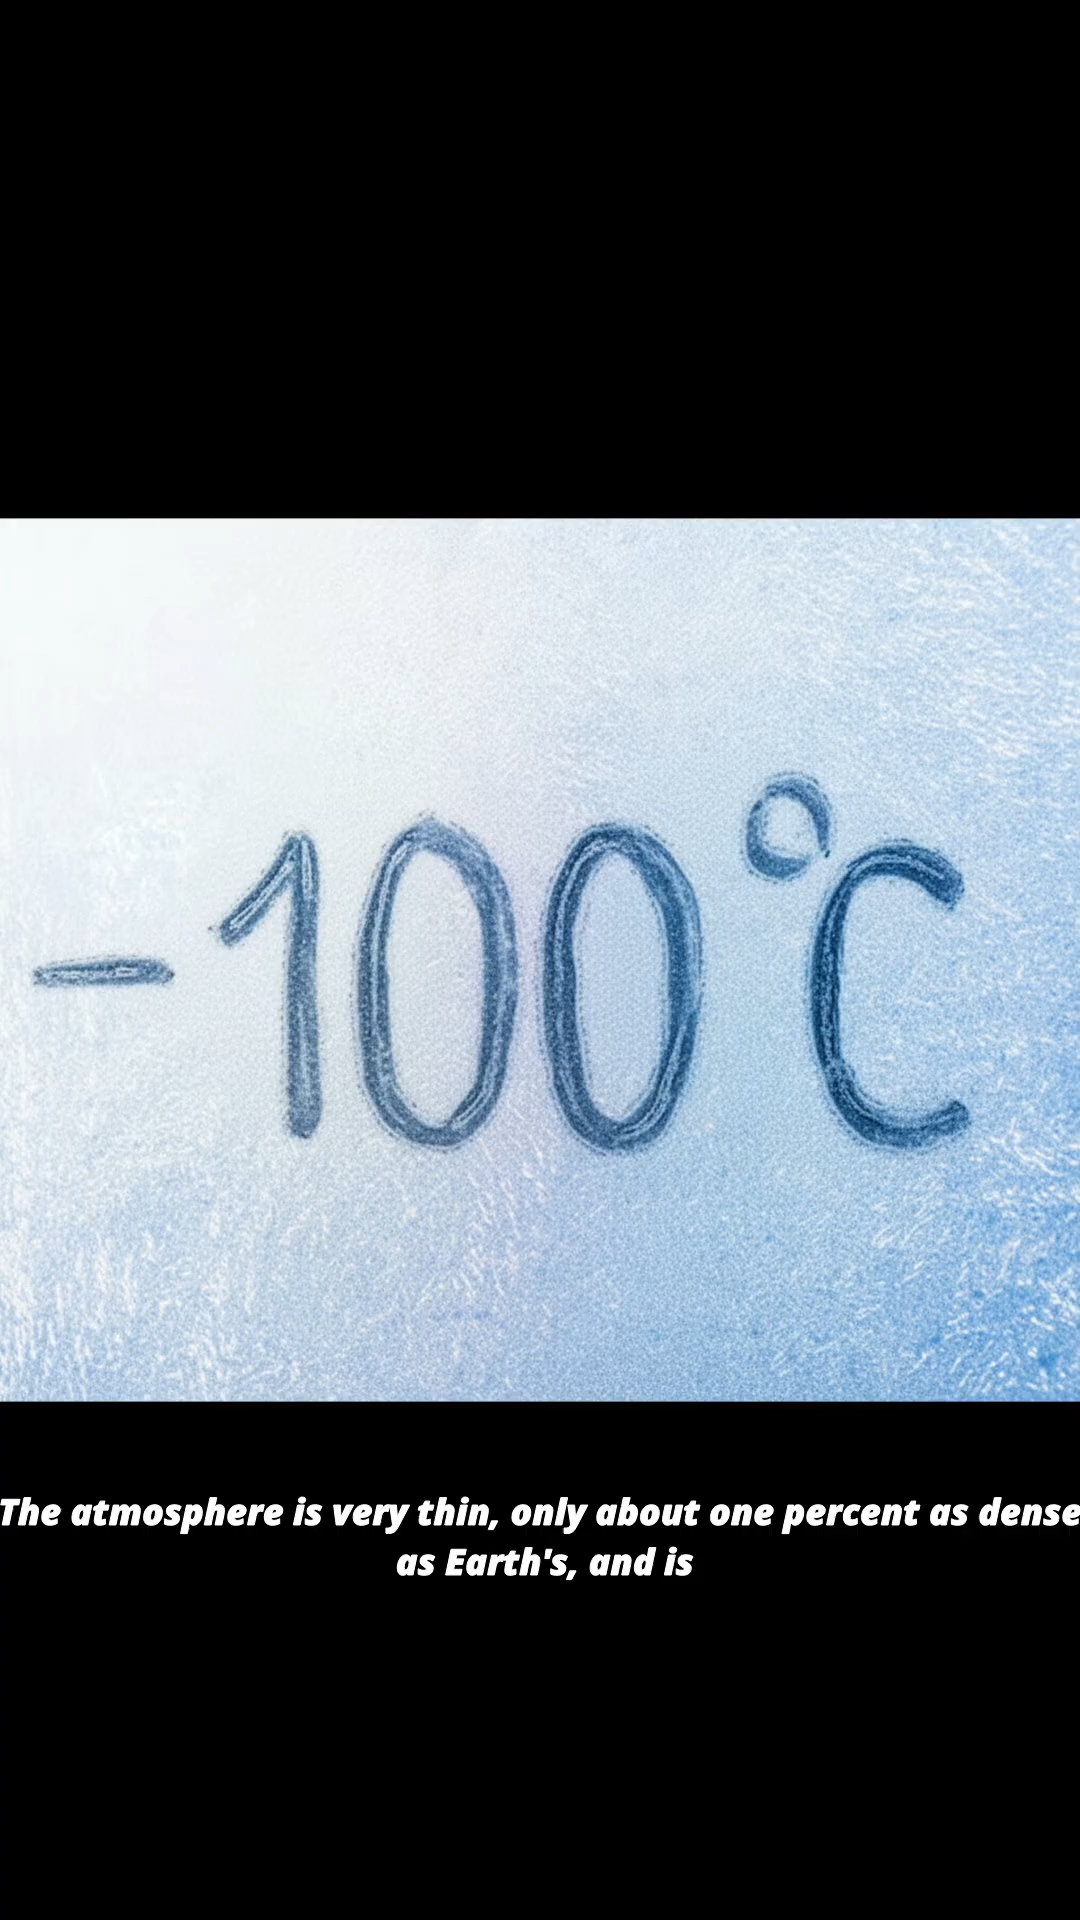 -100°C
The atmosphere is very thin, only about one percent as dense
as Earth's, and is